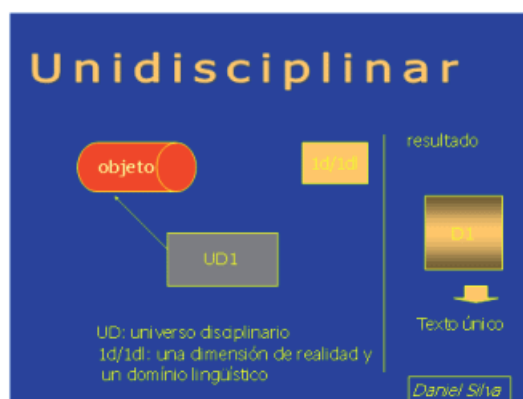 Unidisciplinar
objeto
1d/1dl
resultado
UD1
D1
Texto único
UD: universo disciplinario
1d/1dl: una dimensión de realidad y
un domínio lingüístico
Daniel Silva